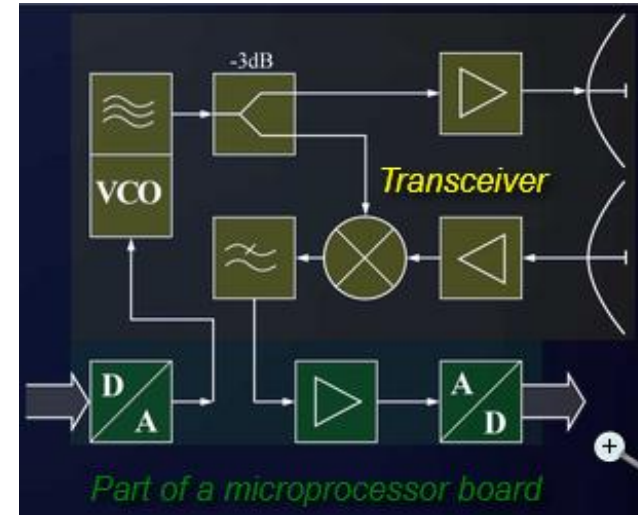 -3dB
VCO
Transceiver
D
A
A
D
Part of a microprocessor board